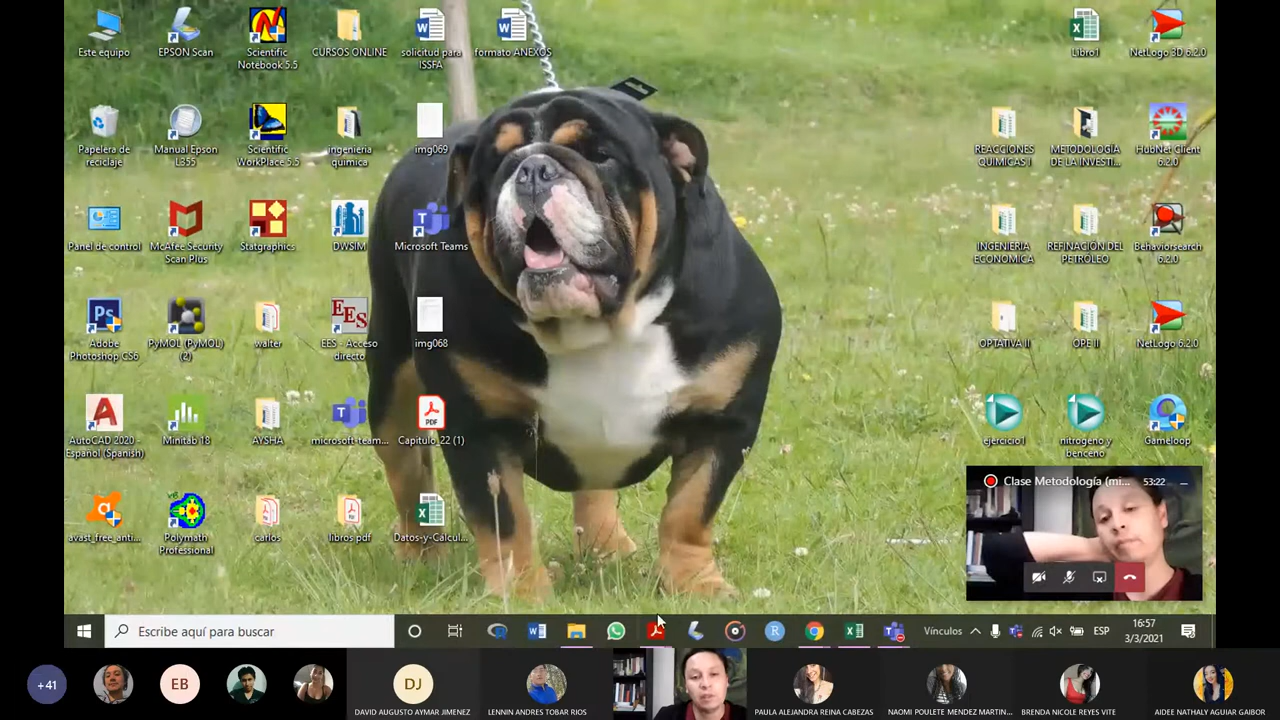 Este equipo
EPSON Scan
Scientific
Notebook 5.5
CURSOS ONLINE
solicitud para
ISSFA
formato ANEXOS
Libro1
NetLogo 3D 6.2.0
Papelera de
reciclaje
Manual Epson
L355
Scientific
WorkPlace 5.5
ingenieria
quimica
img069
REACCIONES
QUIMICAS I
METODOLOGÍA
DE LA INVESTI...
HubNet Client
6.2.0
Panel de control
McAfee Security
Scan Plus
Statgraphics
DWSIM
Microsoft Teams
INGENIERIA
ECONOMICA
REFINACIÓN DEL
PETRÓLEO
Behaviorsearch
6.2.0
Ps
Adobe
Photoshop CS6
PyMOL (PyMOL)
(2)
walter
EES
EES - Acceso
directo
img068
OPTATIVA II
OPE II
NetLogo 6.2.0
AutoCAD 2020 -
Español (Spanish)
Minitab 18
AYSHA
microsoft-team...
PDF
Capitulo_22 (1)
ejercicio1
nitrogeno y
benceno
Gameloop
avast_free_anti...
Polymath
Professional
carlos
libros pdf
Datos-y-Cálcul...
Clase Metodología (mi...
53:22
Escribe aquí para buscar
Vínculos
ESP
16:57
3/3/2021
+41
EB
DJ
DAVID AUGUSTO AYMAR JIMENEZ
LENNIN ANDRES TOBAR RIOS
PAULA ALEJANDRA REINA CABEZAS
NAOMI POULETE MENDEZ MARTIN...
BRENDA NICOLE REYES VITE
AIDEE NATHALY AGUIAR GAIBOR